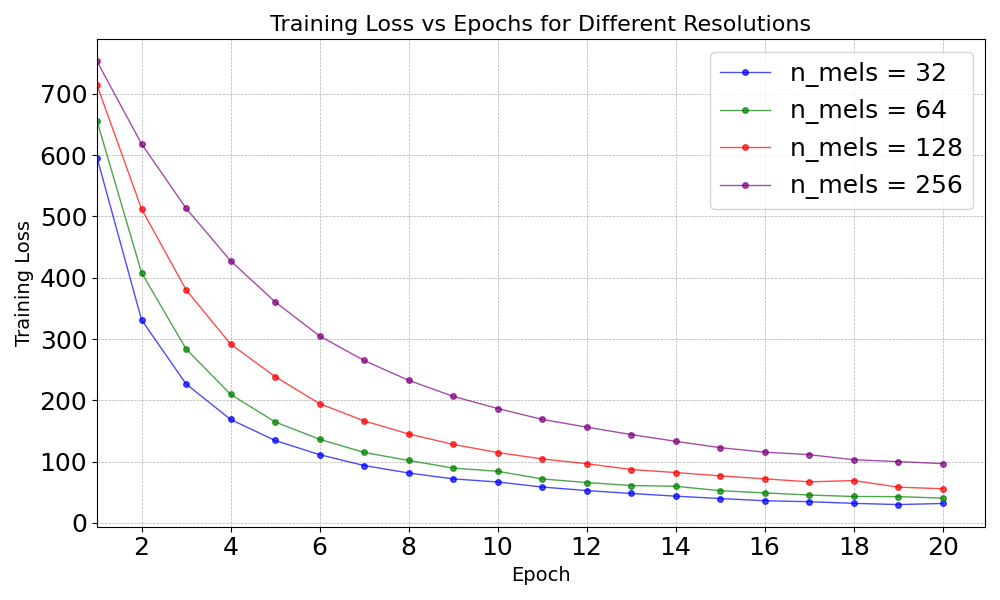 Training Loss vs Epochs for Different Resolutions
n_mels = 32
n_mels = 64
n_mels = 128
n_mels = 256
Training Loss
700
600
500
400
300
200
100
0
2 4 6 8 10 12 14 16 18 20
Epoch